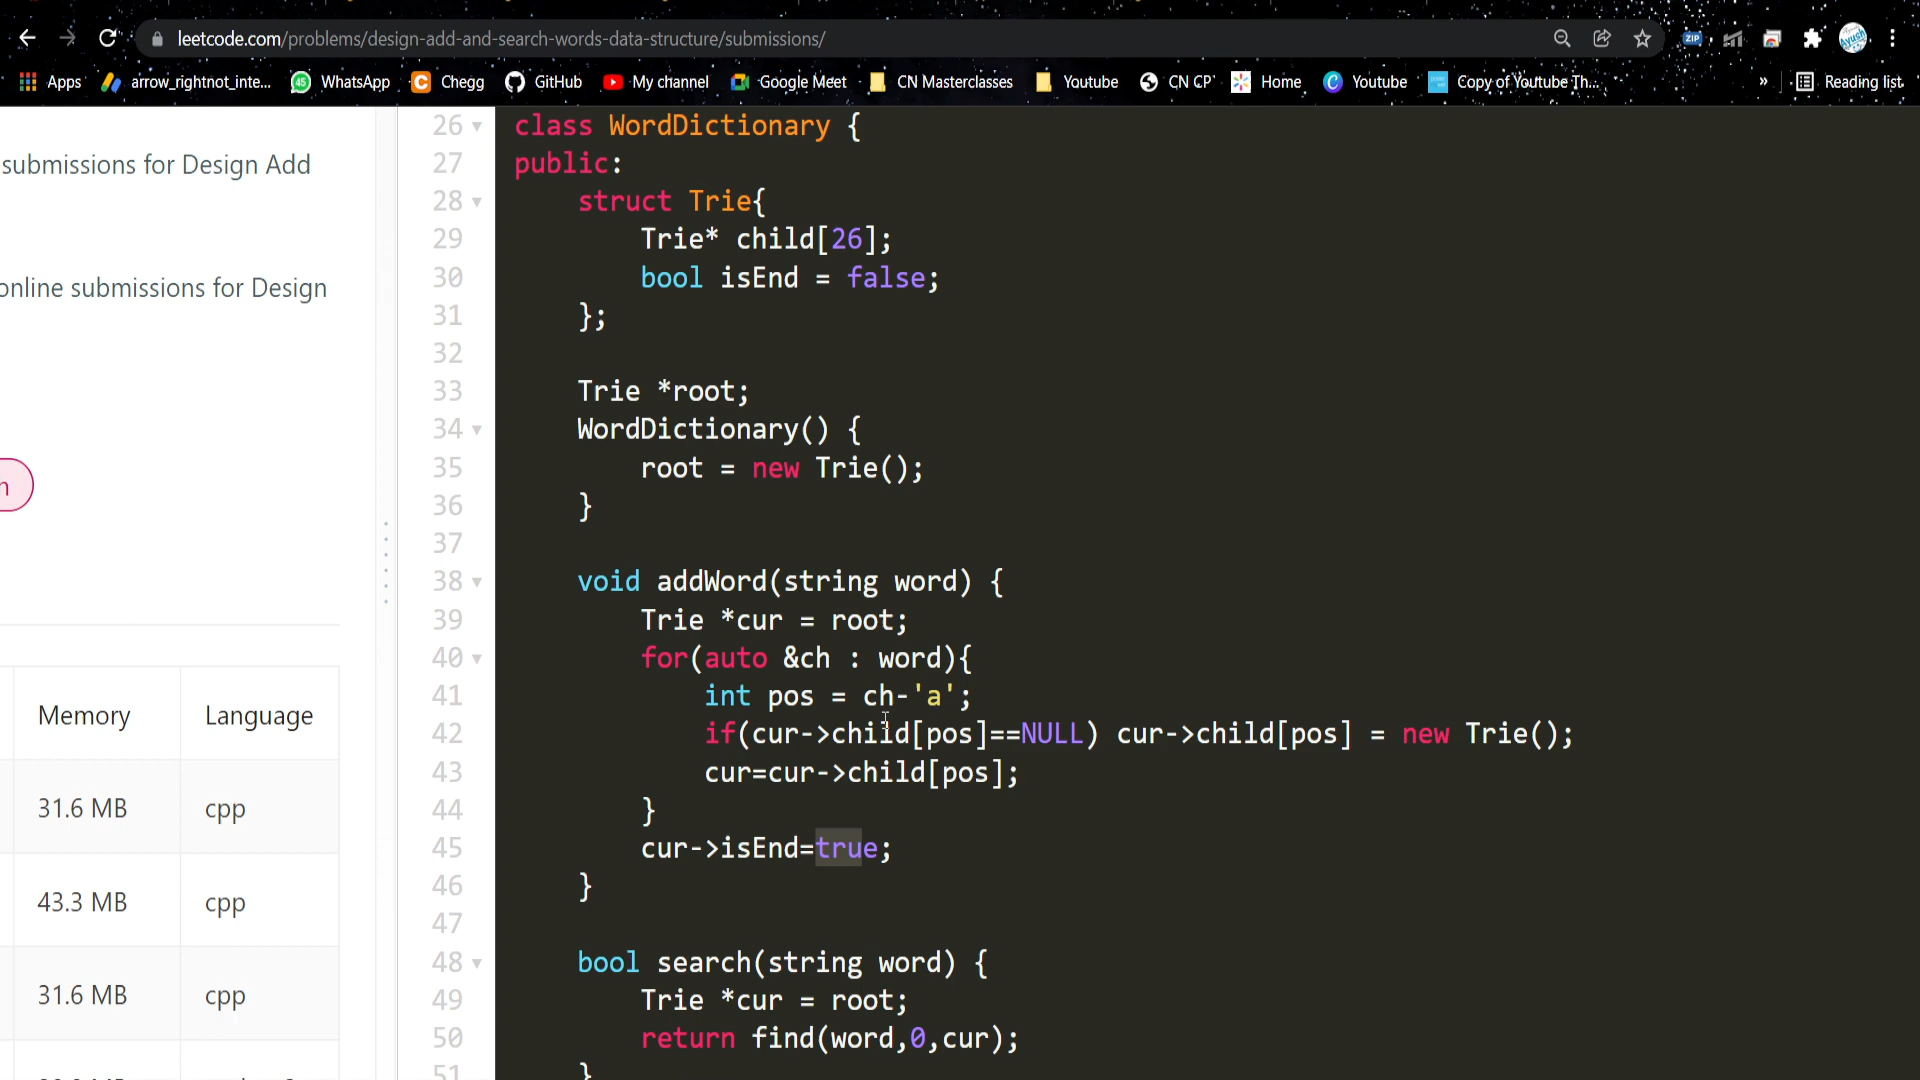 leetcode.com/problems/design-add-and-search-words-data-structure/submissions/
ZIP
Ayush
Apps arrow_rightnot_inte... 45 WhatsApp C Chegg GitHub My channel Google Meet CN Masterclasses Youtube CN CP Home C Youtube Copy of Youtube Th... » Reading list
submissions for Design Add
online submissions for Design
n
Memory Language
31.6 MB cpp
43.3 MB cpp
31.6 MB cpp
26 class WordDictionary {
27 public:
28 struct Trie{
29 Trie* child[26];
30 bool isEnd = false;
31 };
32
33 Trie *root;
34 WordDictionary() {
35 root = new Trie();
36 }
37
38 void addWord(string word) {
39 Trie *cur = root;
40 for(auto &ch : word){
41 int pos = ch-'a';
42 if(cur->child[pos]==NULL) cur->child[pos] = new Trie();
43 cur=cur->child[pos];
44 }
45 cur->isEnd=true;
46 }
47
48 bool search(string word) {
49 Trie *cur = root;
50 return find(word,0,cur);
51 }